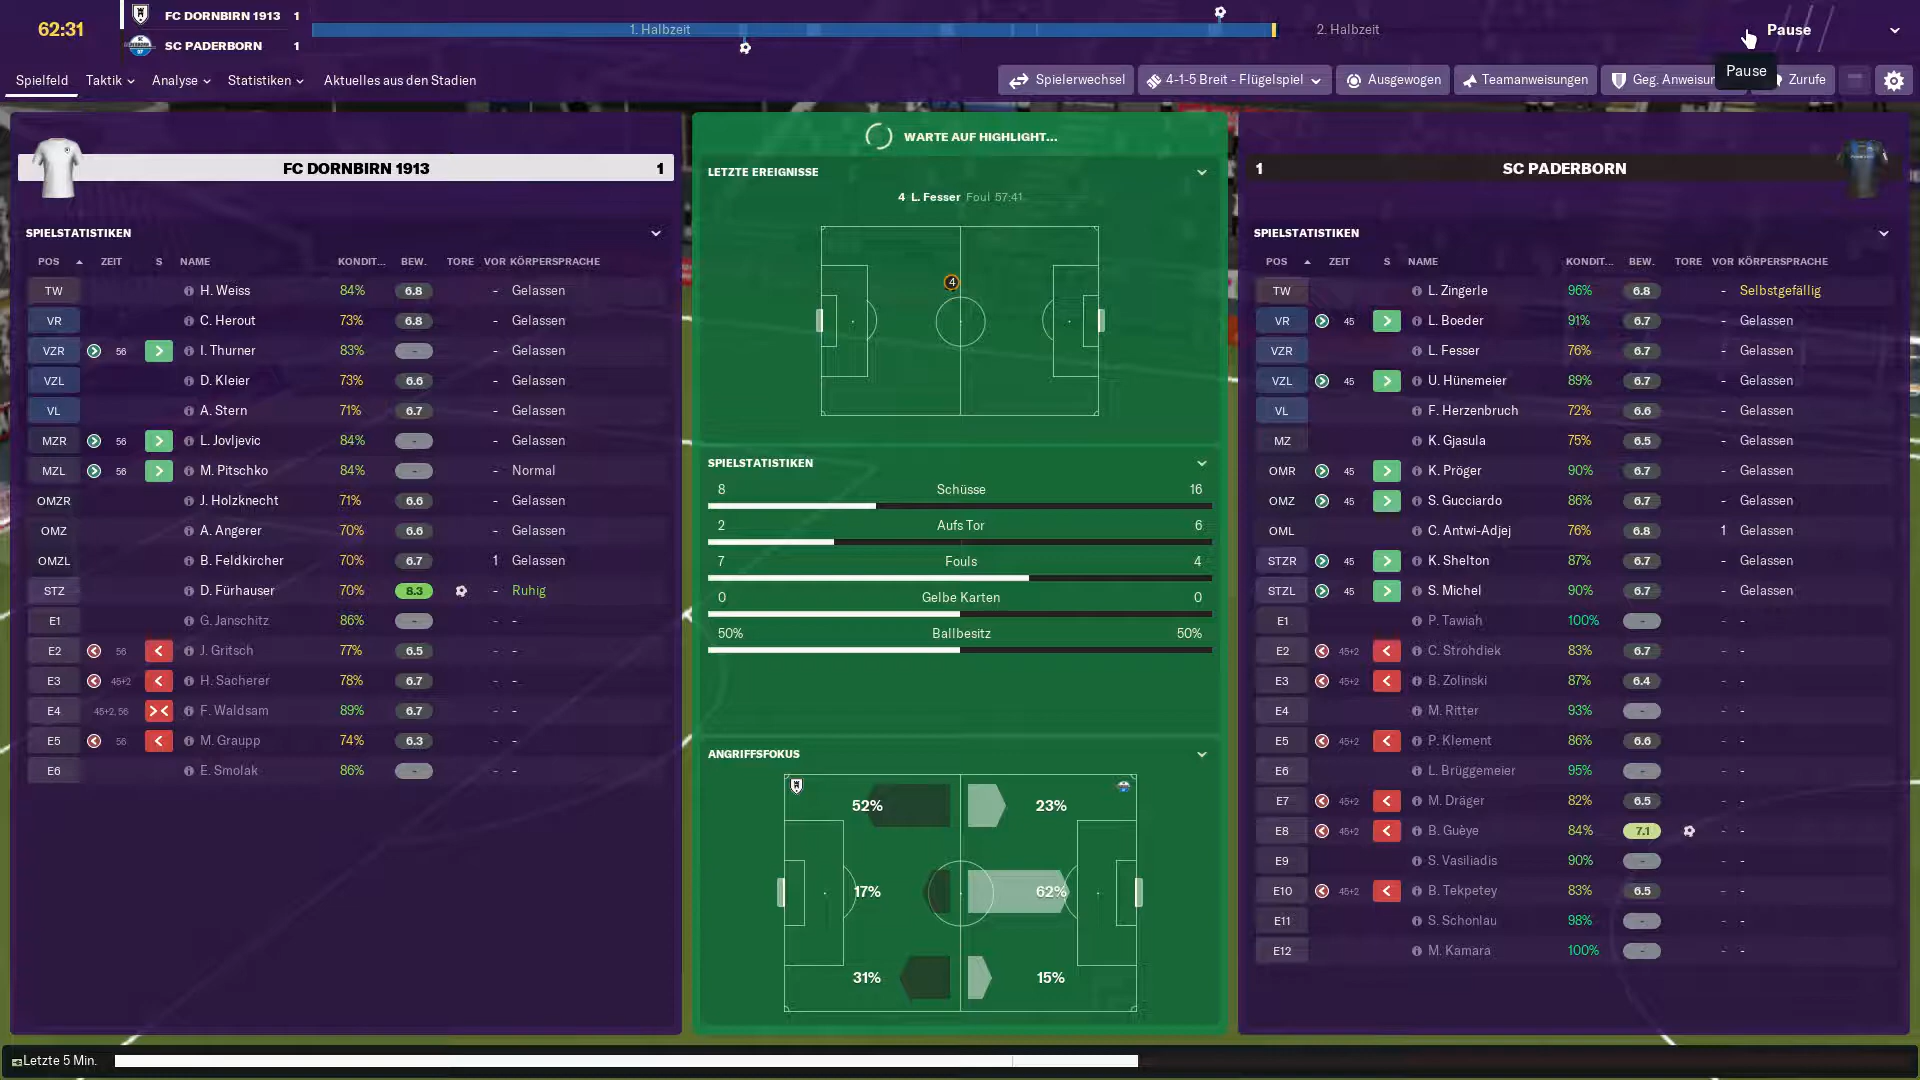 62:31
FC DORNBIRN 1913 1
SC PADERBORN 1
1. Halbzeit
2. Halbzeit
Pause
Spielfeld
Taktik
Analyse
Statistiken
Aktuelles aus den Stadien
Spielerwechsel
4-1-5 Breit - Flügelspiel
Ausgewogen
Teamanweisungen
Geg. Anweisun
Pause
Zurufe
FC DORNBIRN 1913 1
SPIELSTATISTIKEN
POS ZEIT S NAME KONDIT... BEW. TORE VOR KÖRPERSPRACHE
TW H. Weiss 84% 6.8 - Gelassen
VR C. Herout 73% 6.8 - Gelassen
VZR 56 I. Thurner 83% - - Gelassen
VZL D. Kleier 73% 6.6 - Gelassen
VL A. Stern 71% 6.7 - Gelassen
MZR 56 L. Jovljevic 84% - - Gelassen
MZL 56 M. Pitschko 84% - - Normal
OMZR J. Holzknecht 71% 6.6 - Gelassen
OMZ A. Angerer 70% 6.6 - Gelassen
OMZL B. Feldkircher 70% 6.7 1 Gelassen
STZ D. Fürhauser 70% 8.3 - Ruhig
E1 G. Janschitz 86% - - -
E2 56 J. Gritsch 77% 6.5 - -
E3 45+2 H. Sacherer 78% 6.7 - -
E4 45+2, 56 F. Waldsam 89% 6.7 - -
E5 56 M. Graupp 74% 6.3 - -
E6 E. Smolak 86% - - -
WARTE AUF HIGHLIGHT...
LETZTE EREIGNISSE
4 L. Fesser Foul 57:41
4
SPIELSTATISTIKEN
8 Schüsse 16
2 Aufs Tor 6
7 Fouls 4
0 Gelbe Karten 0
50% Ballbesitz 50%
ANGRIFFSFOKUS
52% 23%
17% 62%
31% 15%
1 SC PADERBORN
SPIELSTATISTIKEN
POS ZEIT S NAME KONDIT... BEW. TORE VOR KÖRPERSPRACHE
TW L. Zingerle 96% 6.8 - Selbstgefällig
VR 45 L. Boeder 91% 6.7 - Gelassen
VZR L. Fesser 76% 6.7 - Gelassen
VZL 45 U. Hünemeier 89% 6.7 - Gelassen
VL F. Herzenbruch 72% 6.6 - Gelassen
MZ K. Gjasula 75% 6.5 - Gelassen
OMR 45 K. Pröger 90% 6.7 - Gelassen
OMZ 45 S. Gucciardo 86% 6.7 - Gelassen
OML C. Antwi-Adjej 76% 6.8 1 Gelassen
STZR 45 K. Shelton 87% 6.7 - Gelassen
STZL 45 S. Michel 90% 6.7 - Gelassen
E1 P. Tawiah 100% - - -
E2 45+2 C. Strohdiek 83% 6.7 - -
E3 45+2 B. Zolinski 87% 6.4 - -
E4 M. Ritter 93% - - -
E5 45+2 P. Klement 86% 6.6 - -
E6 L. Brüggemeier 95% - - -
E7 45+2 M. Dräger 82% 6.5 - -
E8 45+2 B. Guèye 84% 7.1 - -
E9 S. Vasiliadis 90% - - -
E10 45+2 B. Tekpetey 83% 6.5 - -
E11 S. Schonlau 98% - - -
E12 M. Kamara 100% - - -
Letzte 5 Min.